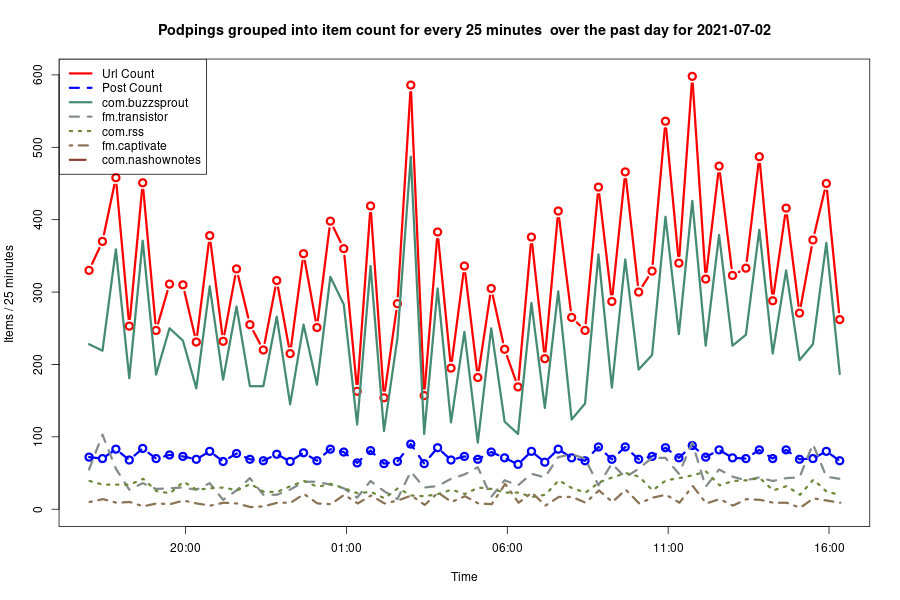 Podpings grouped into item count for every 25 minutes  over the past day for 2021-07-02
Url Count
Post Count
com.buzzsprout
fm.transistor
com.rss
fm.captivate
com.nashownotes
600
500
400
300
200
100
0
Items / 25 minutes
20:00
01:00
06:00
11:00
16:00
Time